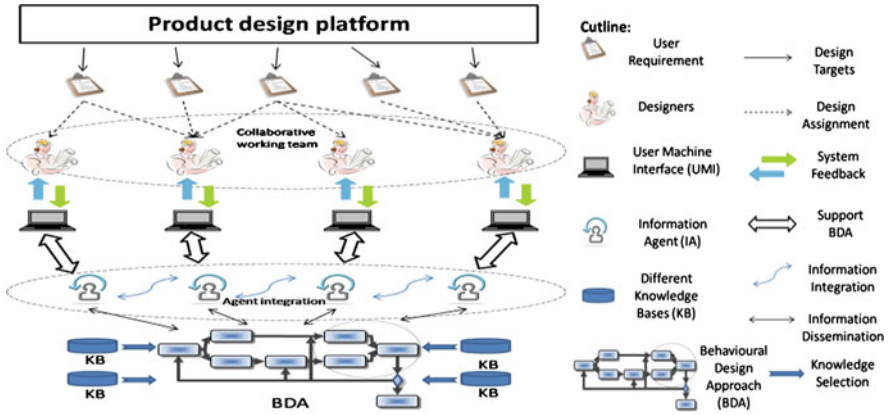 Product design platform
Collaborative
working team
Agent integration
KB
KB
KB
KB
BDA
Cutline:
User
Requirement
Design
Targets
Designers
Design
Assignment
User Machine
Interface (UMI)
System
Feedback
Information
Agent (IA)
Support
BDA
Different
Knowledge
Bases (KB)
Information
Integration
Information
Dissemination
Behavioural
Design
Approach
(BDA)
Knowledge
Selection